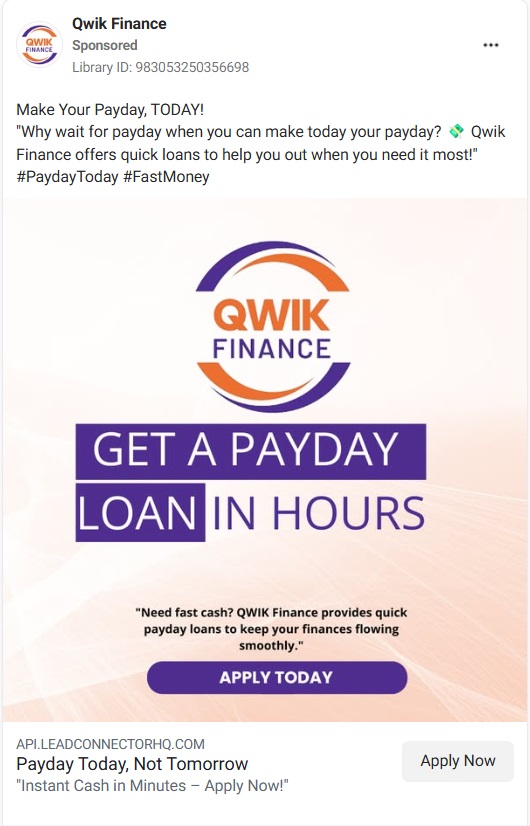 Qwik Finance
Sponsored
Library ID: 983053250356698
Make Your Payday, TODAY!
"Why wait for payday when you can make today your payday? 💸 Qwik
Finance offers quick loans to help you out when you need it most!"
#PaydayToday #FastMoney
QWIK
FINANCE
GET A PAYDAY
LOAN IN HOURS
"Need fast cash? QWIK Finance provides quick
payday loans to keep your finances flowing
smoothly."
APPLY TODAY
API.LEADCONNECTORHQ.COM
Payday Today, Not Tomorrow
"Instant Cash in Minutes – Apply Now!"
Apply Now